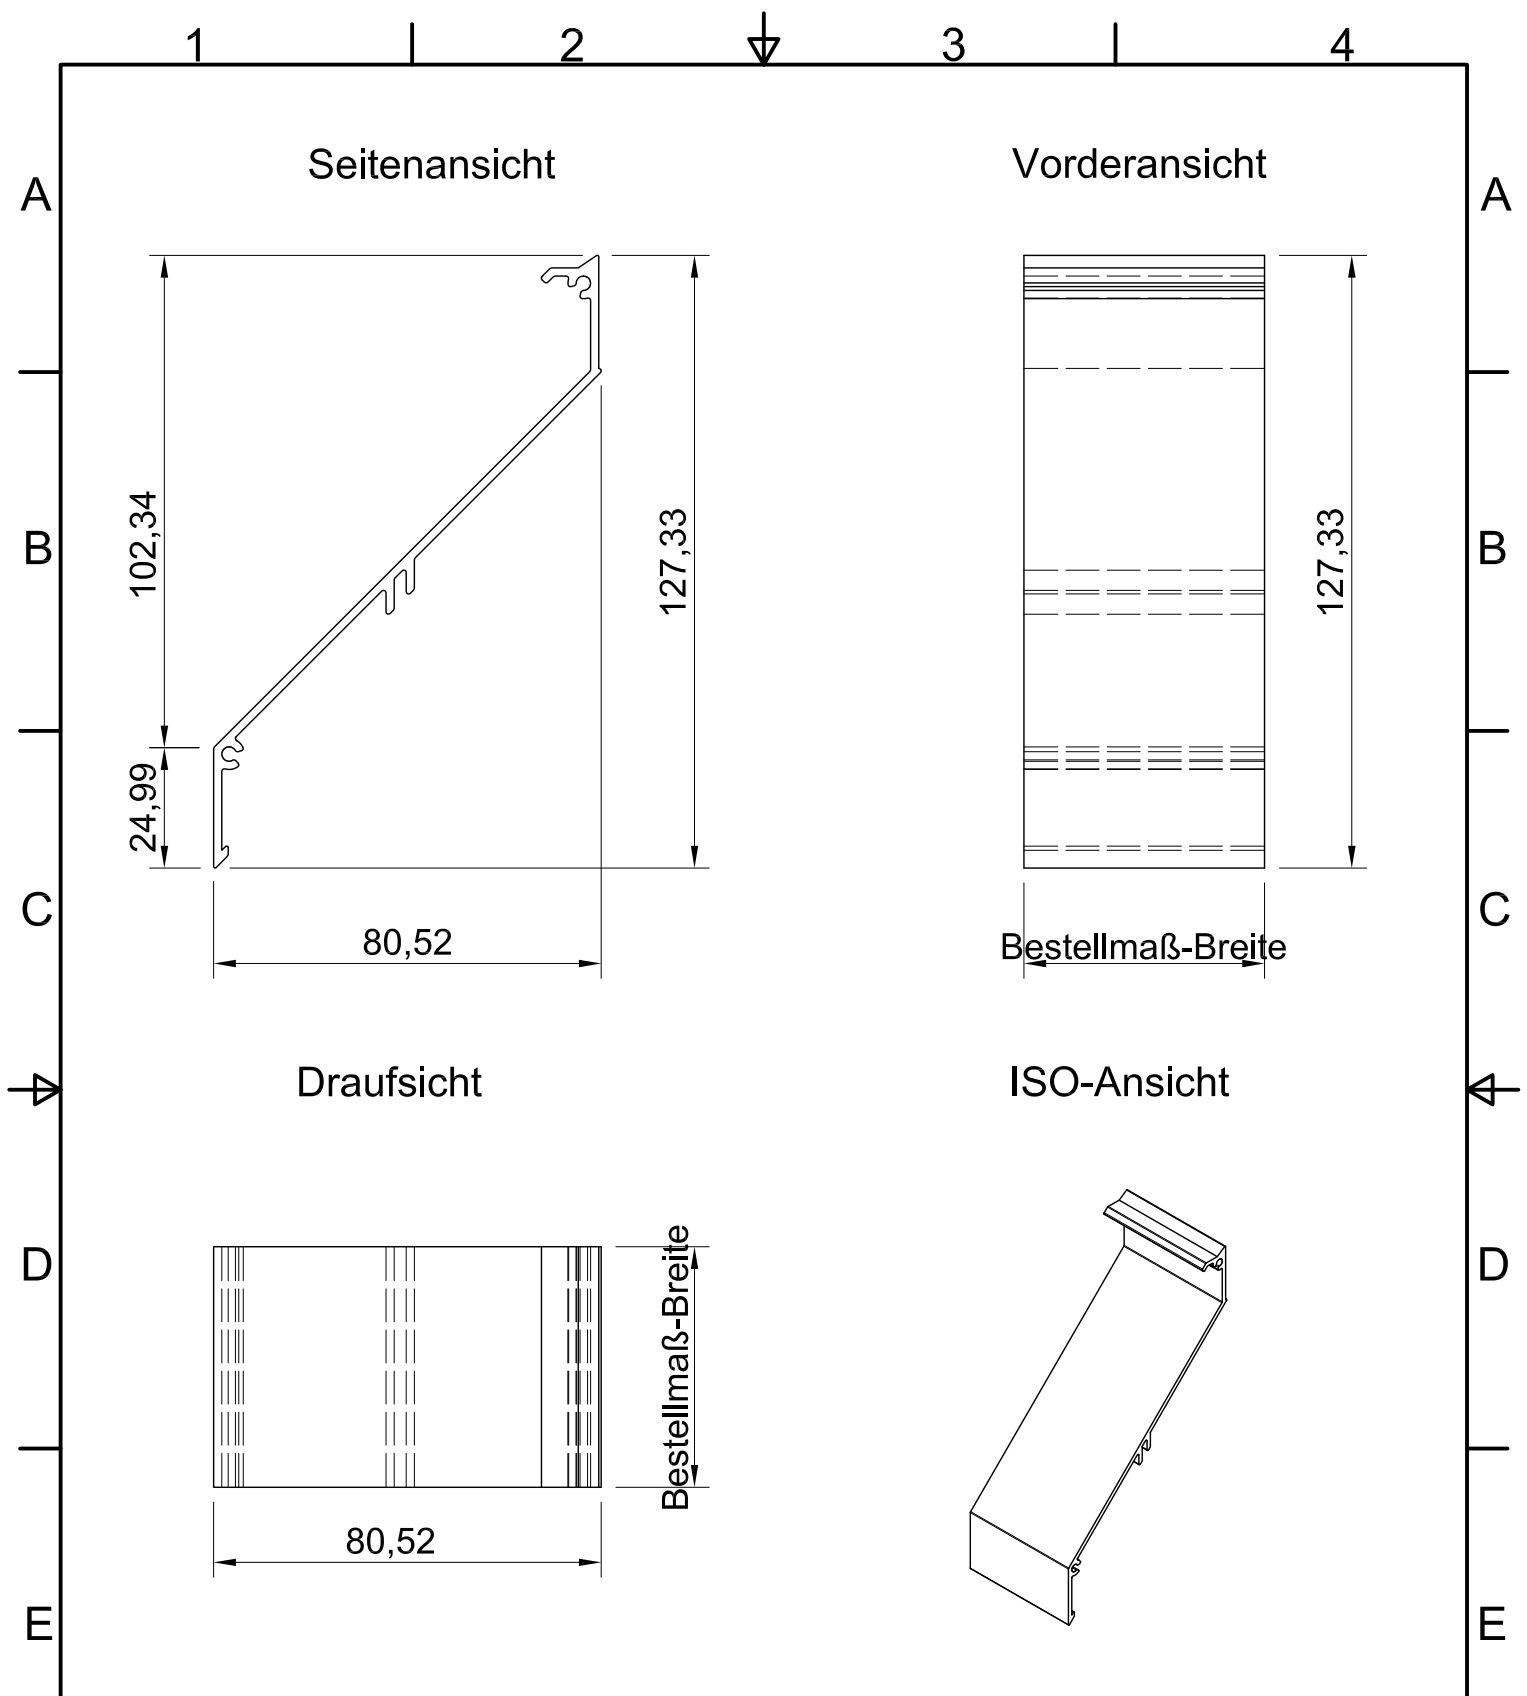 1 2 3 4
Seitenansicht Vorderansicht
A A
102,34 127,33 127,33
B B
24,99
C C
80,52 Bestellmaß-Breite
Draufsicht ISO-Ansicht
D D
Bestellmaß-Breite
80,52
E E